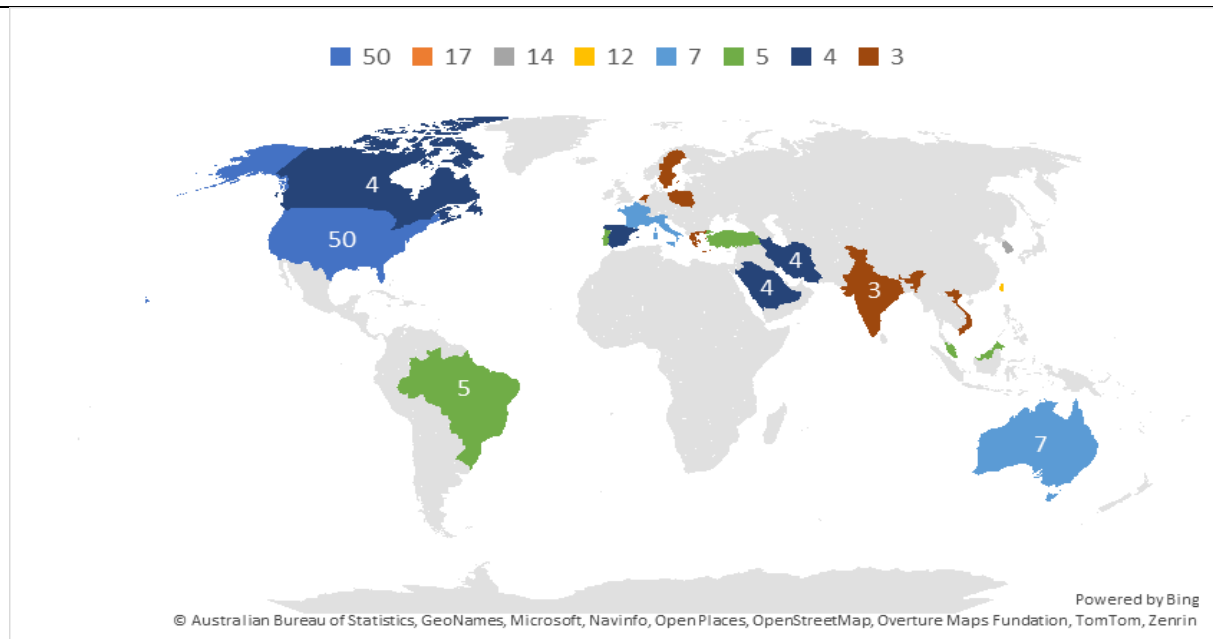 50 17 14 12 7 5 4 3
4
50
4
4
3
5
7
Powered by Bing
© Australian Bureau of Statistics, GeoNames, Microsoft, Navinfo, Open Places, OpenStreetMap, Overture Maps Fundation, TomTom, Zenrin